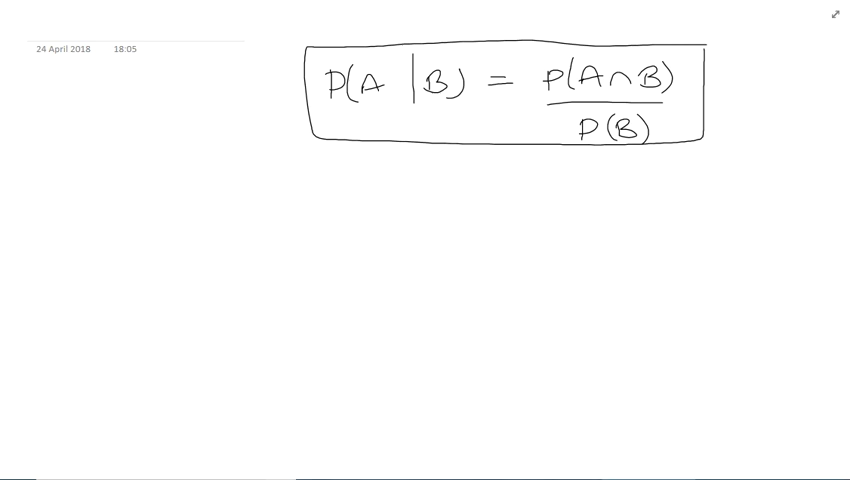 24 April 2018 18:05
P(A | B) = P(A ∩ B)
P(B)